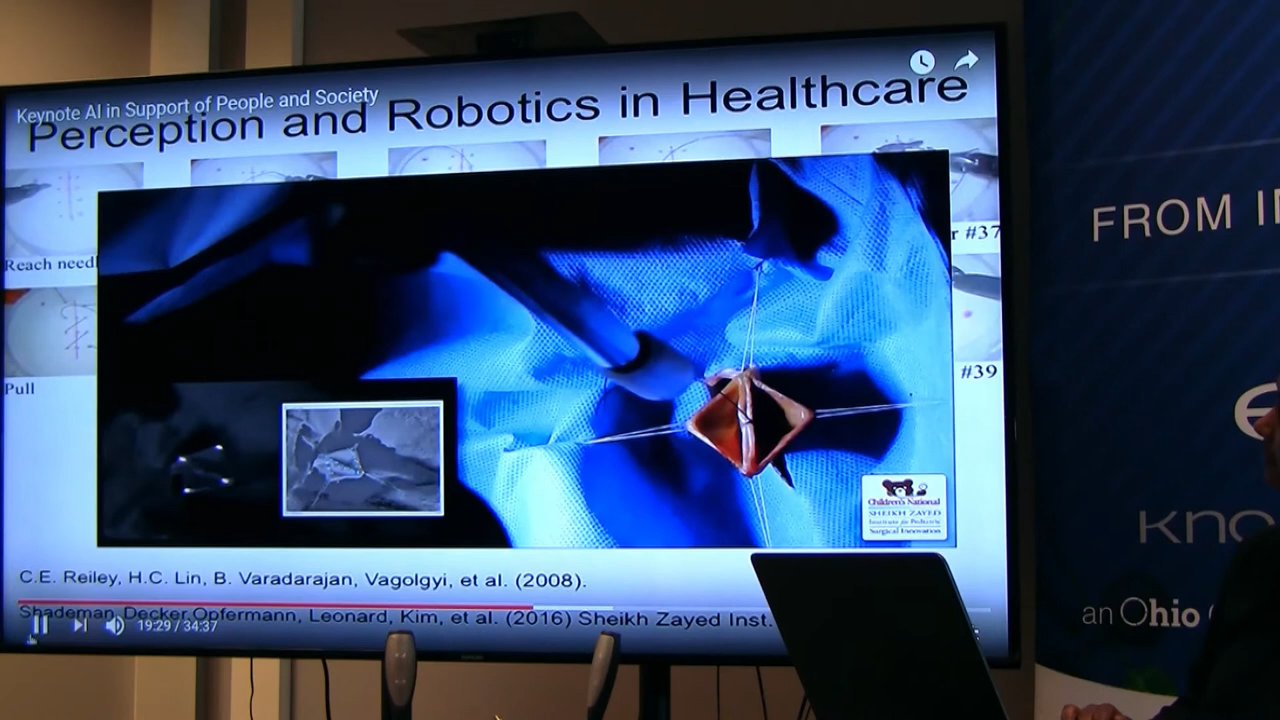 Keynote AI in Support of People and Society
Perception and Robotics in Healthcare
Reach need
r #37
Pull
#39
Children's National
SHEIKH ZAYED
Institute for Pediatric
Surgical Innovation
C.E. Reiley, H.C. Lin, B. Varadarajan, Vagolgyi, et al. (2008).
Shademan, Decker, Opfermann, Leonard, Kim, et al. (2016) Sheikh Zayed Inst.
19:29 / 34:37
FROM I
e
Kno
an Ohio